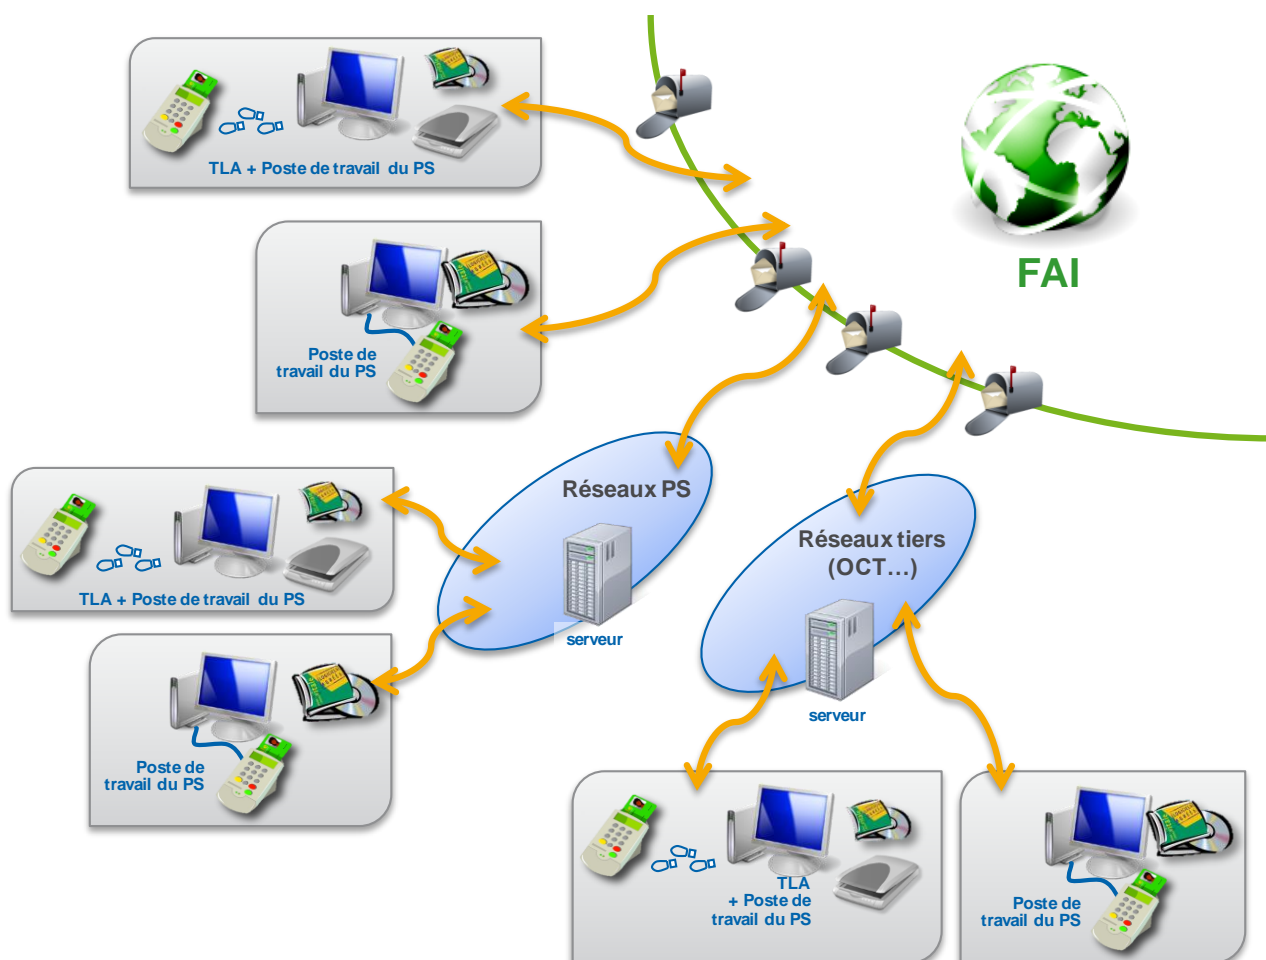 TLA + Poste de travail du PS
FAI
Poste de
travail du PS
Réseaux PS
serveur
TLA + Poste de travail du PS
Réseaux tiers
(OCT...)
serveur
Poste de
travail du PS
TLA
+ Poste de
travail du PS
Poste de
travail du PS